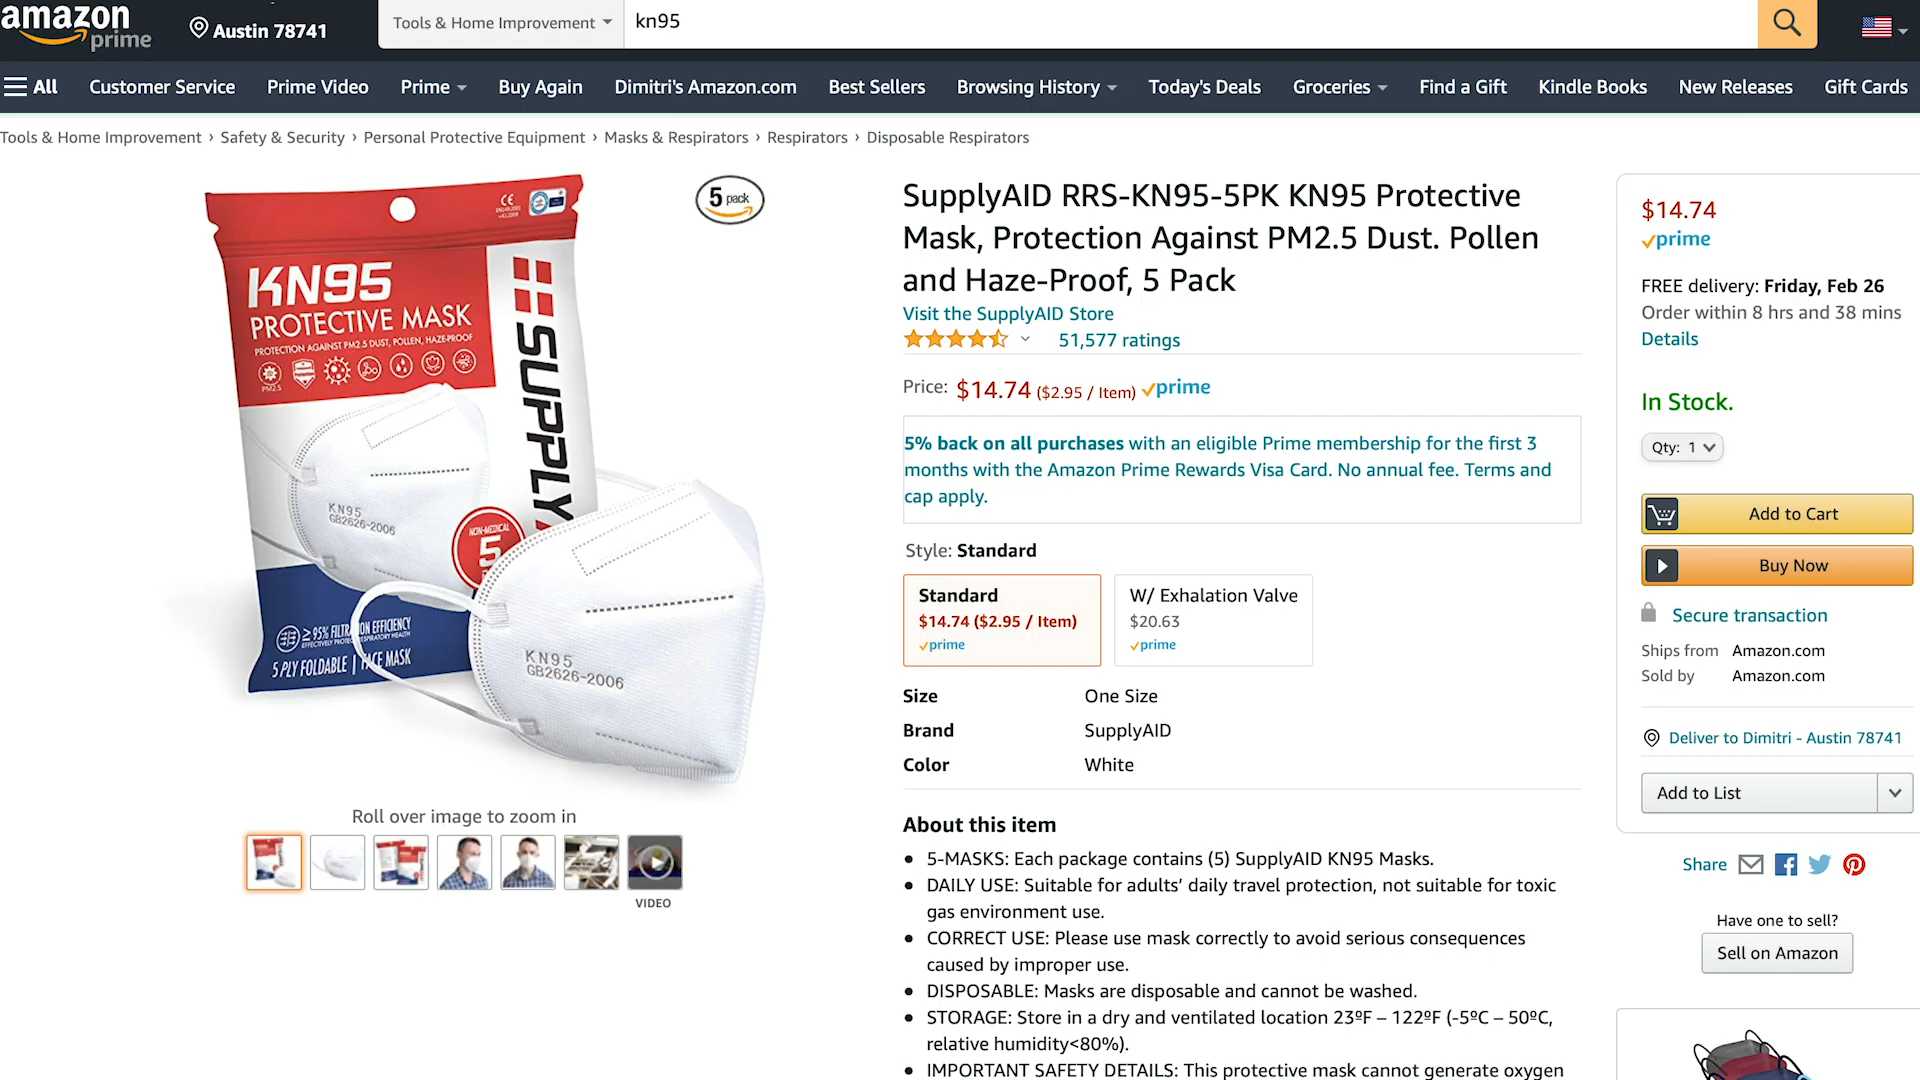 amazon
prime
Austin 78741
Tools & Home Improvement
kn95
All
Customer Service
Prime Video
Prime
Buy Again
Dimitri's Amazon.com
Best Sellers
Browsing History
Today's Deals
Groceries
Find a Gift
Kindle Books
New Releases
Gift Cards
Tools & Home Improvement › Safety & Security › Personal Protective Equipment › Masks & Respirators › Respirators › Disposable Respirators
KN95
PROTECTIVE MASK
PROTECTION AGAINST PM2.5 DUST, POLLEN, HAZE-PROOF
PM2.5
SUPPLY
KN95
GB2626-2006
NON-MEDICAL
5
≥ 95% FILTRATION EFFICIENCY
5 PLY FOLDABLE | FACE MASK
KN95
GB2626-2006
5 pack
Roll over image to zoom in
VIDEO
SupplyAID RRS-KN95-5PK KN95 Protective
Mask, Protection Against PM2.5 Dust. Pollen
and Haze-Proof, 5 Pack
Visit the SupplyAID Store
51,577 ratings
Price: $14.74 ($2.95 / Item) prime
5% back on all purchases with an eligible Prime membership for the first 3
months with the Amazon Prime Rewards Visa Card. No annual fee. Terms and
cap apply.
Style: Standard
Standard
$14.74 ($2.95 / Item)
prime
W/ Exhalation Valve
$20.63
prime
Size One Size
Brand SupplyAID
Color White
About this item
• 5-MASKS: Each package contains (5) SupplyAID KN95 Masks.
• DAILY USE: Suitable for adults’ daily travel protection, not suitable for toxic
gas environment use.
• CORRECT USE: Please use mask correctly to avoid serious consequences
caused by improper use.
• DISPOSABLE: Masks are disposable and cannot be washed.
• STORAGE: Store in a dry and ventilated location 23ºF – 122ºF (-5ºC – 50ºC,
relative humidity<80%).
• IMPORTANT SAFETY DETAILS: This protective mask cannot generate oxygen
$14.74
prime
FREE delivery: Friday, Feb 26
Order within 8 hrs and 38 mins
Details
In Stock.
Qty: 1
Add to Cart
Buy Now
Secure transaction
Ships from Amazon.com
Sold by Amazon.com
Deliver to Dimitri - Austin 78741
Add to List
Share
Have one to sell?
Sell on Amazon